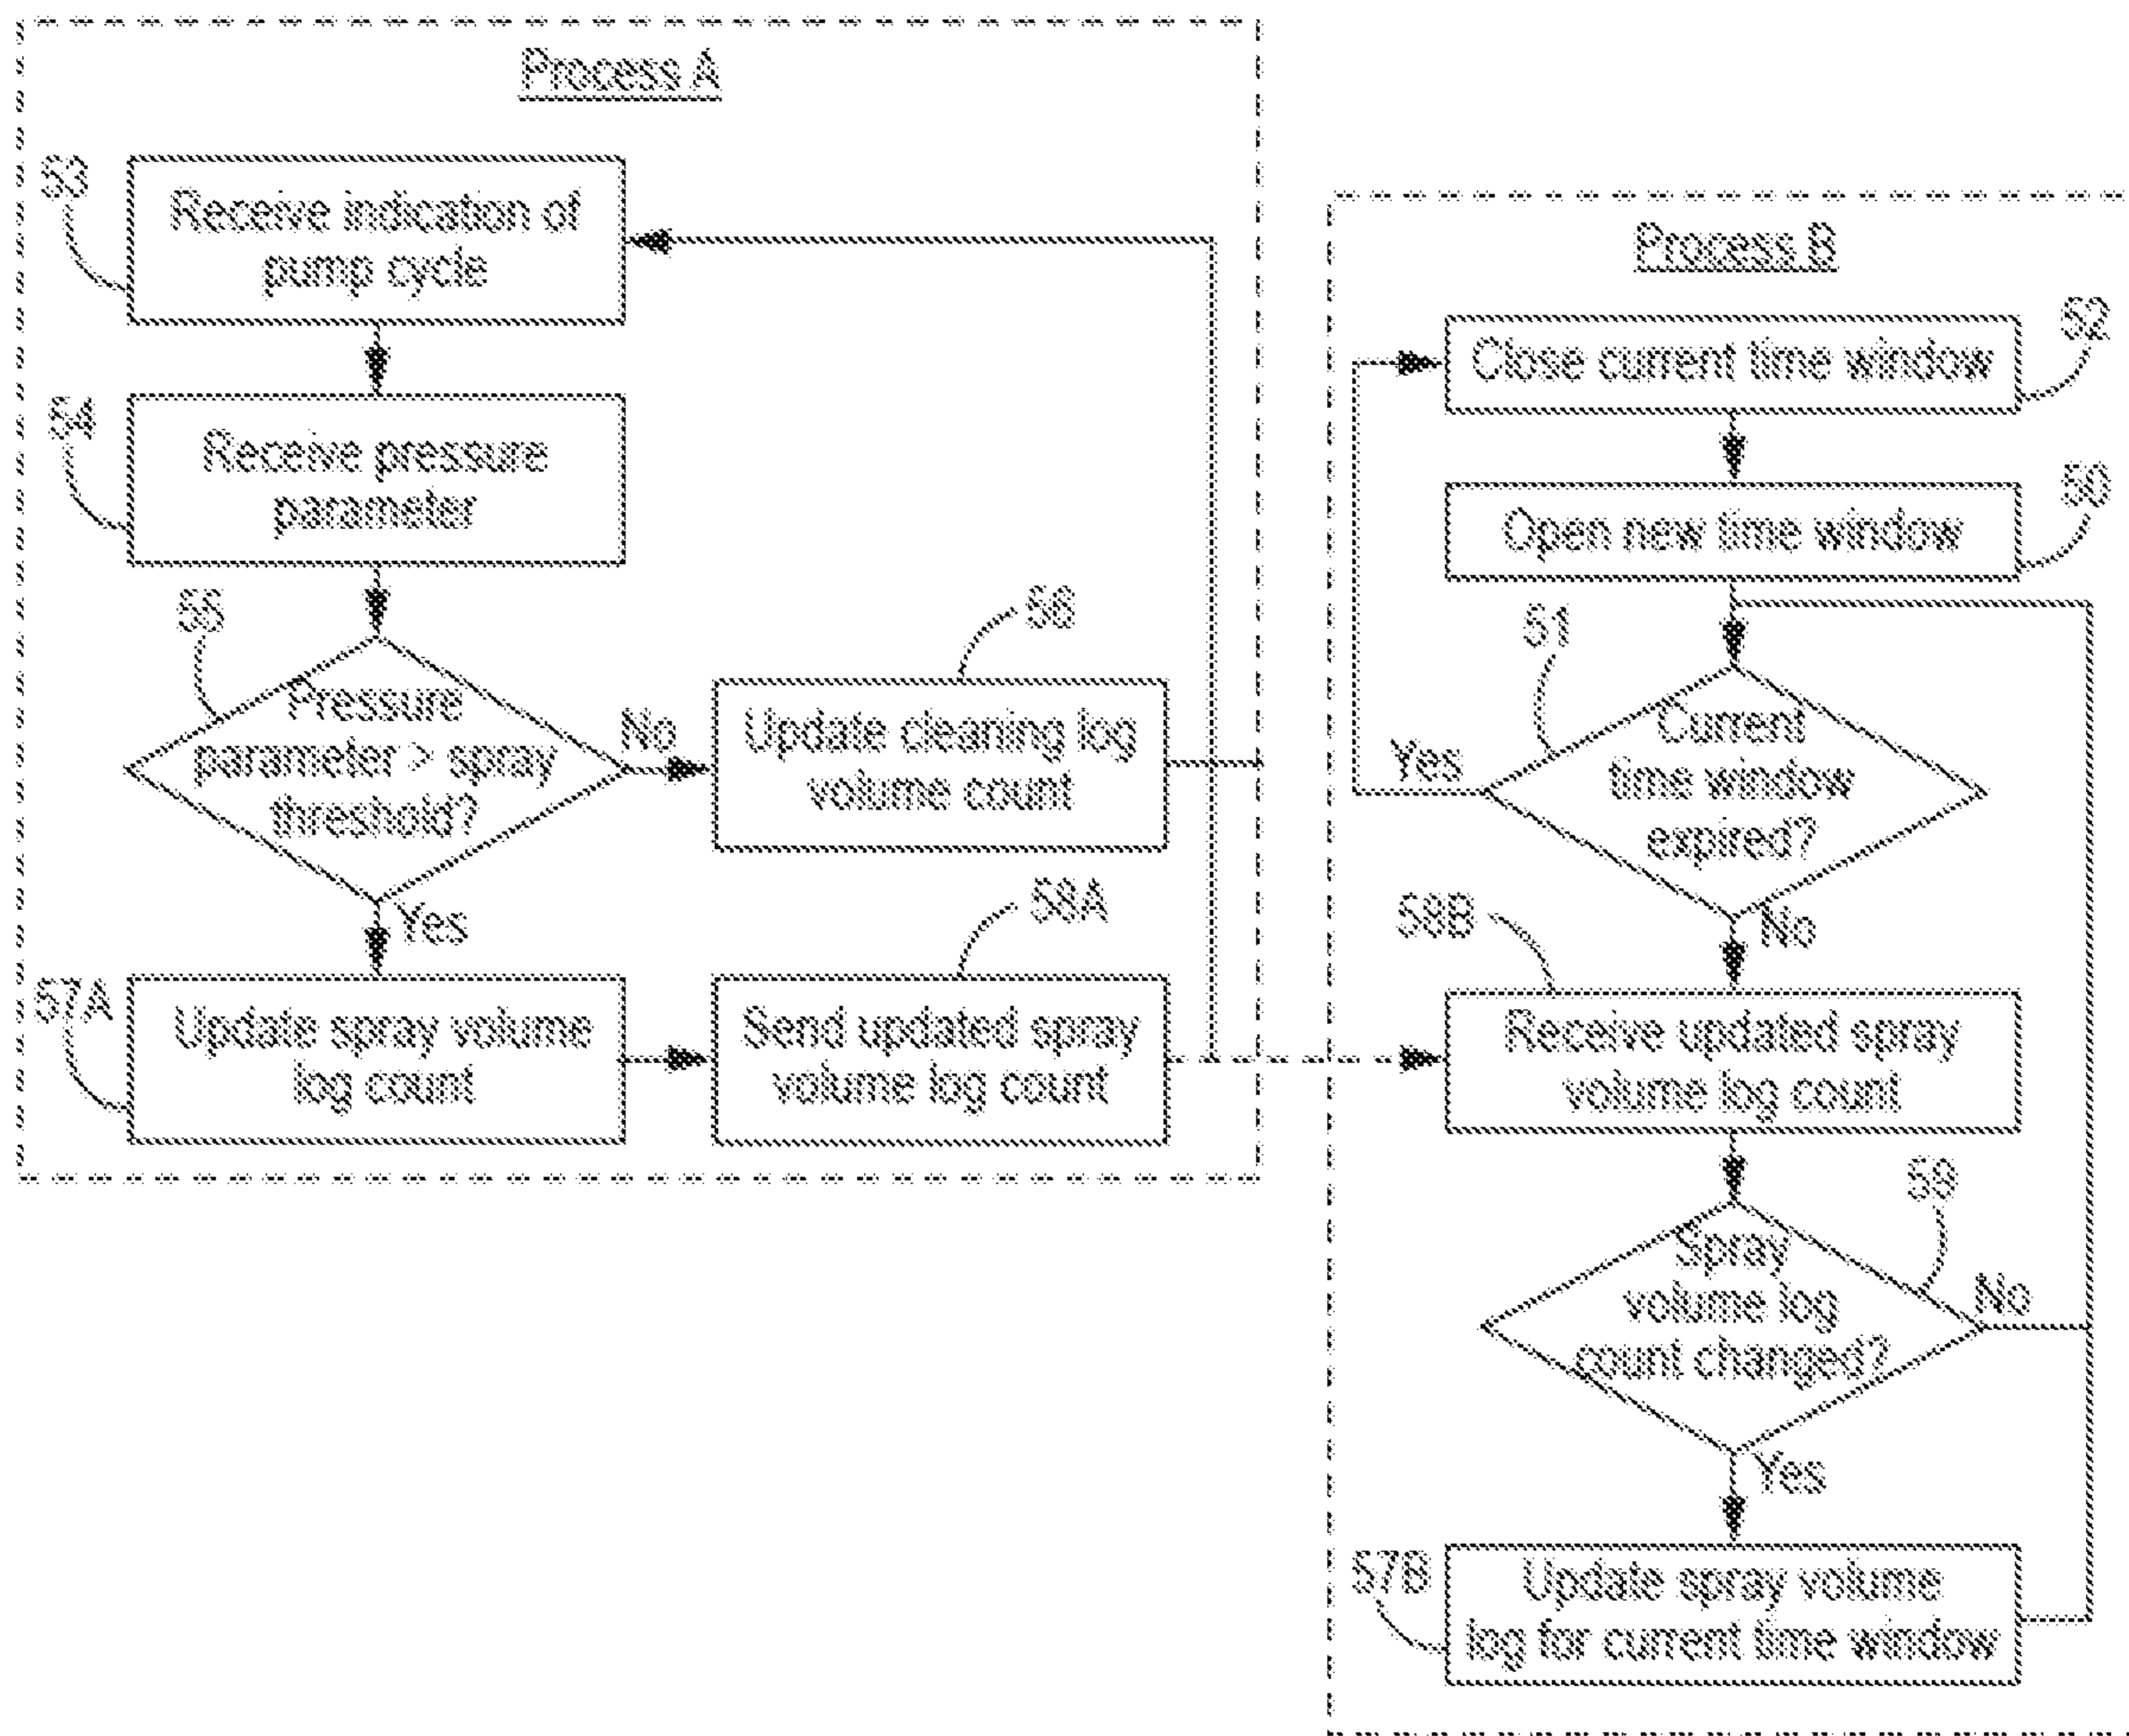 Process A
53
Receive indication of
pump cycle
54
Receive pressure
parameter
55
Pressure
parameter > spray
threshold?
No
56
Update cleaning log
volume count
Yes
57A
Update spray volume
log count
58A
Send updated spray
volume log count
Process B
52
Close current time window
50
Open new time window
51
Current
time window
expired?
Yes
No
58B
Receive updated spray
volume log count
59
Spray
volume log
count changed?
No
Yes
57B
Update spray volume
log for current time window